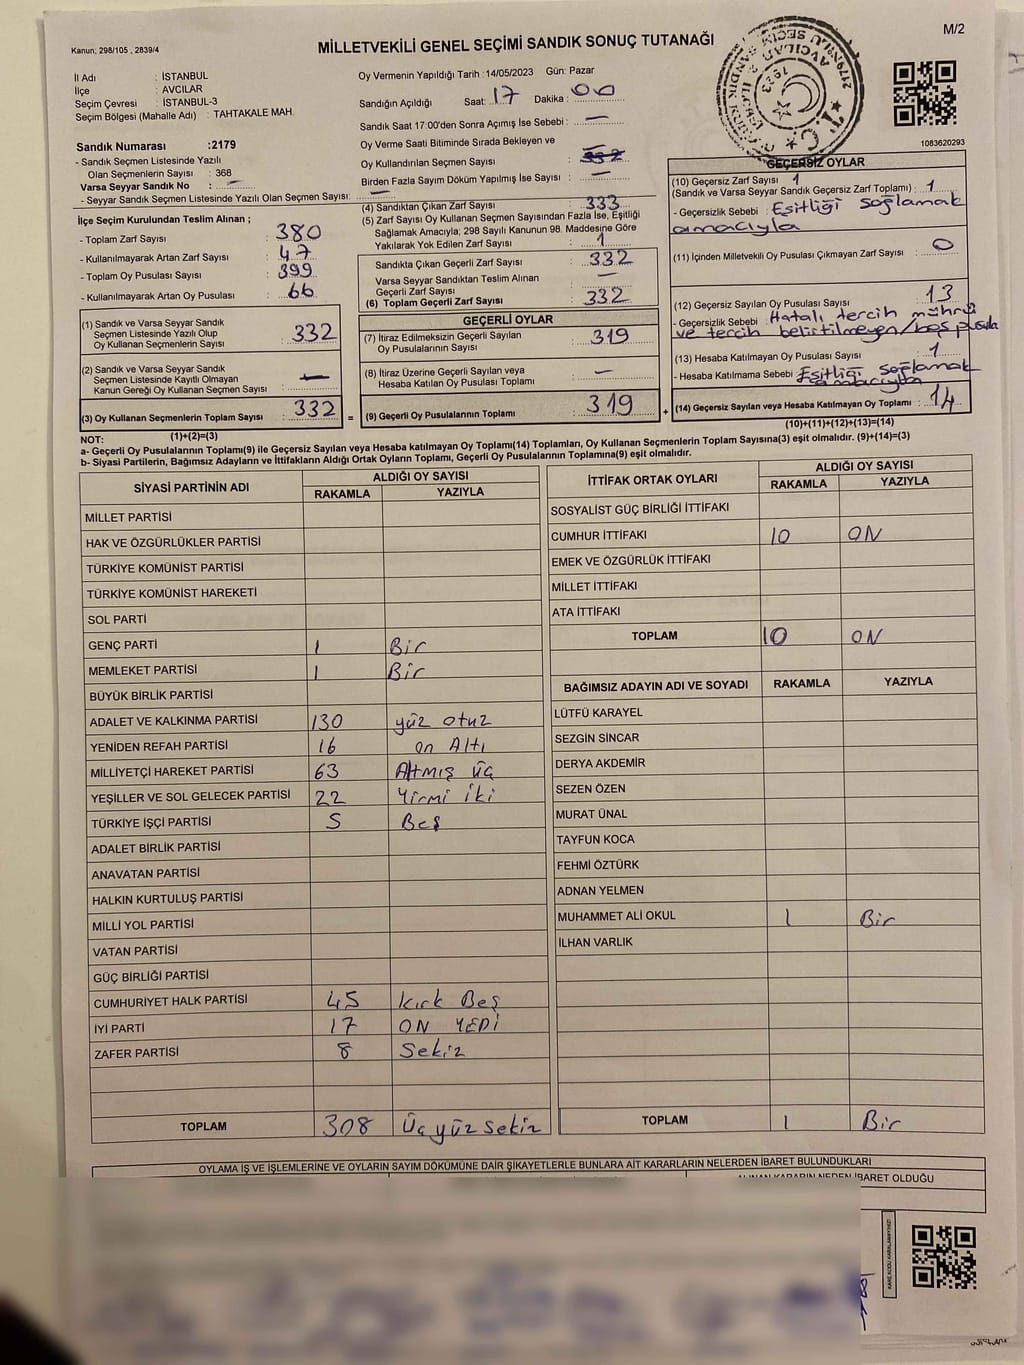 Kanun; 298/105 , 2839/4
MİLLETVEKİLİ GENEL SEÇİMİ SANDIK SONUÇ TUTANAĞI
M/2
İl Adı : İSTANBUL
İlçe : AVCILAR
Seçim Çevresi : İSTANBUL-3
Seçim Bölgesi (Mahalle Adı) : TAHTAKALE MAH.
Sandık Numarası :2179
- Sandık Seçmen Listesinde Yazılı
Olan Seçmenlerin Sayısı : 368
Varsa Seyyar Sandık No : —
- Seyyar Sandık Seçmen Listesinde Yazılı Olan Seçmen Sayısı: —
Oy Vermenin Yapıldığı Tarih :14/05/2023 Gün: Pazar
Sandığın Açıldığı Saat: 17 Dakika : 00
Sandık Saat 17:00'den Sonra Açımış İse Sebebi : —
Oy Verme Saati Bitiminde Sırada Bekleyen ve
Oy Kullandırılan Seçmen Sayısı :
Birden Fazla Sayım Döküm Yapılmış İse Sayısı : —
1083620293
İlçe Seçim Kurulundan Teslim Alınan ;
- Toplam Zarf Sayısı : 380
- Kullanılmayarak Artan Zarf Sayısı : 47
- Toplam Oy Pusulası Sayısı : 399
- Kullanılmayarak Artan Oy Pusulası : 66
(4) Sandıktan Çıkan Zarf Sayısı : 333
(5) Zarf Sayısı Oy Kullanan Seçmen Sayısından Fazla İse, Eşitliği
Sağlamak Amacıyla; 298 Sayılı Kanunun 98. Maddesine Göre
Yakılarak Yok Edilen Zarf Sayısı : 1
Sandıkta Çıkan Geçerli Zarf Sayısı : 332
Varsa Seyyar Sandıktan Teslim Alınan
Geçerli Zarf Sayısı : —
(6) Toplam Geçerli Zarf Sayısı : 332
GEÇERSİZ OYLAR
(10) Geçersiz Zarf Sayısı 1
(Sandık ve Varsa Seyyar Sandık Geçersiz Zarf Toplamı) : 1
- Geçersizlik Sebebi : Eşitliği sağlamak
amacıyla
(11) İçinden Milletvekili Oy Pusulası Çıkmayan Zarf Sayısı : 0
(12) Geçersiz Sayılan Oy Pusulası Sayısı : 13
- Geçersizlik Sebebi : Hatalı tercih mührü
ve tercih belirtilmeyen/boş pusula
(13) Hesaba Katılmayan Oy Pusulası Sayısı : 1
- Hesaba Katılmama Sebebi : Eşitliği sağlamak
amacıyla
(14) Geçersiz Sayılan veya Hesaba Katılmayan Oy Toplamı : 14
(10)+(11)+(12)+(13)=(14)
(1) Sandık ve Varsa Seyyar Sandık
Seçmen Listesinde Yazılı Olup
Oy Kullanan Seçmenlerin Sayısı : 332
(2) Sandık ve Varsa Seyyar Sandık
Seçmen Listesinde Kayıtlı Olmayan
Kanun Gereği Oy Kullanan Seçmen Sayısı : —
(3) Oy Kullanan Seçmenlerin Toplam Sayısı : 332
(1)+(2)=(3)
GEÇERLİ OYLAR
(7) İtiraz Edilmeksizin Geçerli Sayılan
Oy Pusulalarının Sayısı : 319
(8) İtiraz Üzerine Geçerli Sayılan veya
Hesaba Katılan Oy Pusulası Toplamı : —
= (9) Geçerli Oy Pusulalarının Toplamı : 319 +
NOT:
a- Geçerli Oy Pusulalarının Toplamı(9) ile Geçersiz Sayılan veya Hesaba katılmayan Oy Toplamı(14) Toplamları, Oy Kullanan Seçmenlerin Toplam Sayısına(3) eşit olmalıdır. (9)+(14)=(3)
b- Siyasi Partilerin, Bağımsız Adayların ve İttifakların Aldığı Ortak Oyların Toplamı, Geçerli Oy Pusulalarının Toplamına(9) eşit olmalıdır.
SİYASİ PARTİNİN ADI ALDIĞI OY SAYISI
RAKAMLA YAZIYLA
MİLLET PARTİSİ
HAK VE ÖZGÜRLÜKLER PARTİSİ
TÜRKİYE KOMÜNİST PARTİSİ
TÜRKİYE KOMÜNİST HAREKETİ
SOL PARTİ
GENÇ PARTİ 1 Bir
MEMLEKET PARTİSİ 1 Bir
BÜYÜK BİRLİK PARTİSİ
ADALET VE KALKINMA PARTİSİ 130 yüz otuz
YENİDEN REFAH PARTİSİ 16 on Altı
MİLLİYETÇİ HAREKET PARTİSİ 63 Altmış üç
YEŞİLLER VE SOL GELECEK PARTİSİ 22 Yirmi iki
TÜRKİYE İŞÇİ PARTİSİ 5 Beş
ADALET BİRLİK PARTİSİ
ANAVATAN PARTİSİ
HALKIN KURTULUŞ PARTİSİ
MİLLİ YOL PARTİSİ
VATAN PARTİSİ
GÜÇ BİRLİĞİ PARTİSİ
CUMHURİYET HALK PARTİSİ 45 Kırk Beş
İYİ PARTİ 17 ON YEDİ
ZAFER PARTİSİ 8 Sekiz
TOPLAM 308 Üçyüz sekiz
İTTİFAK ORTAK OYLARI ALDIĞI OY SAYISI
RAKAMLA YAZIYLA
SOSYALİST GÜÇ BİRLİĞİ İTTİFAKI
CUMHUR İTTİFAKI 10 ON
EMEK VE ÖZGÜRLÜK İTTİFAKI
MİLLET İTTİFAKI
ATA İTTİFAKI
TOPLAM 10 ON
BAĞIMSIZ ADAYIN ADI VE SOYADI RAKAMLA YAZIYLA
LÜTFÜ KARAYEL
SEZGİN SİNCAR
DERYA AKDEMİR
SEZEN ÖZEN
MURAT ÜNAL
TAYFUN KOCA
FEHMİ ÖZTÜRK
ADNAN YELMEN
MUHAMMET ALİ OKUL 1 Bir
İLHAN VARLIK
TOPLAM 1 Bir
OYLAMA İŞ VE İŞLEMLERİNE VE OYLARIN SAYIM DÖKÜMÜNE DAİR ŞİKAYETLERLE BUNLARA AİT KARARLARIN NELERDEN İBARET BULUNDUKLARI
ALINAN KARARIN NEDEN İBARET OLDUĞU
KARE KODU KARALAMAYINIZ!